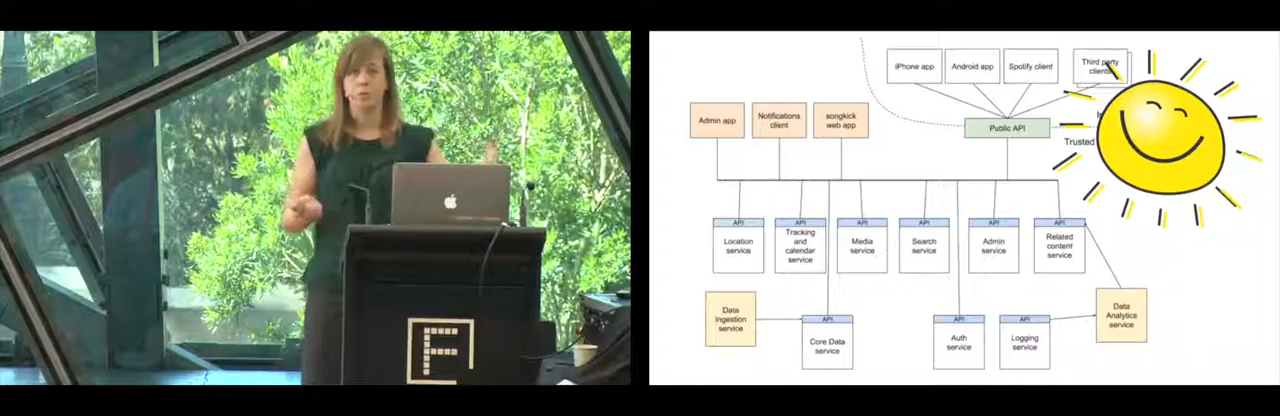 iPhone app
Android app
Spotify client
Third party
clients
Admin app
Notifications
client
songkick
web app
Public API
Trusted
API
Location
service
API
Tracking
and
calendar
service
API
Media
service
API
Search
service
API
Admin
service
API
Related
content
service
Data
Ingestion
service
API
Core Data
service
API
Auth
service
API
Logging
service
Data
Analytics
service